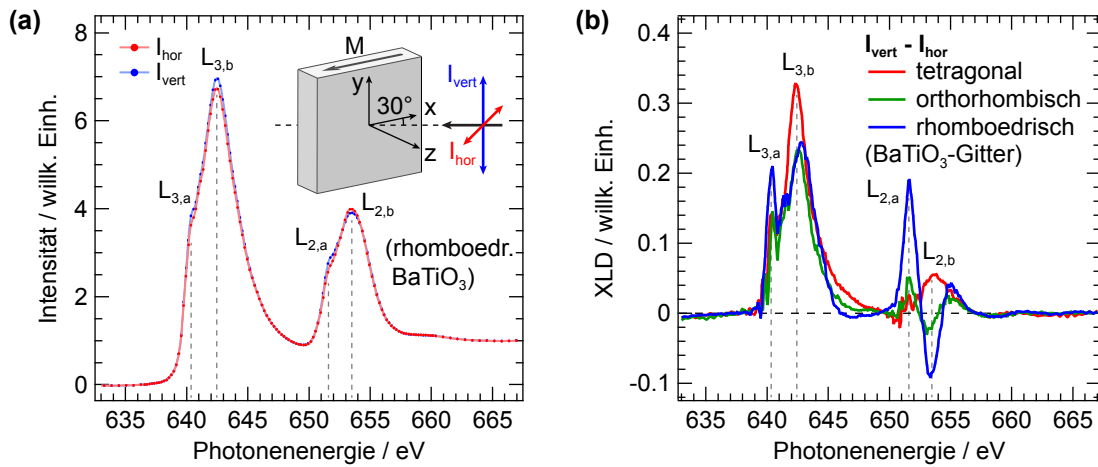 (a)
I_hor
I_vert
L_3,b
L_3,a
L_2,a
L_2,b
(rhomboedr.
BaTiO_3)
M
y
30°
x
z
I_vert
I_hor
Intensität / willk. Einh.
8
6
4
2
0
635 640 645 650 655 660 665
Photonenenergie / eV
(b)
I_vert - I_hor
tetragonal
orthorhombisch
rhomboedrisch
(BaTiO_3-Gitter)
L_3,b
L_3,a
L_2,a
L_2,b
XLD / willk. Einh.
0.4
0.3
0.2
0.1
0
-0.1
635 640 645 650 655 660 665
Photonenenergie / eV